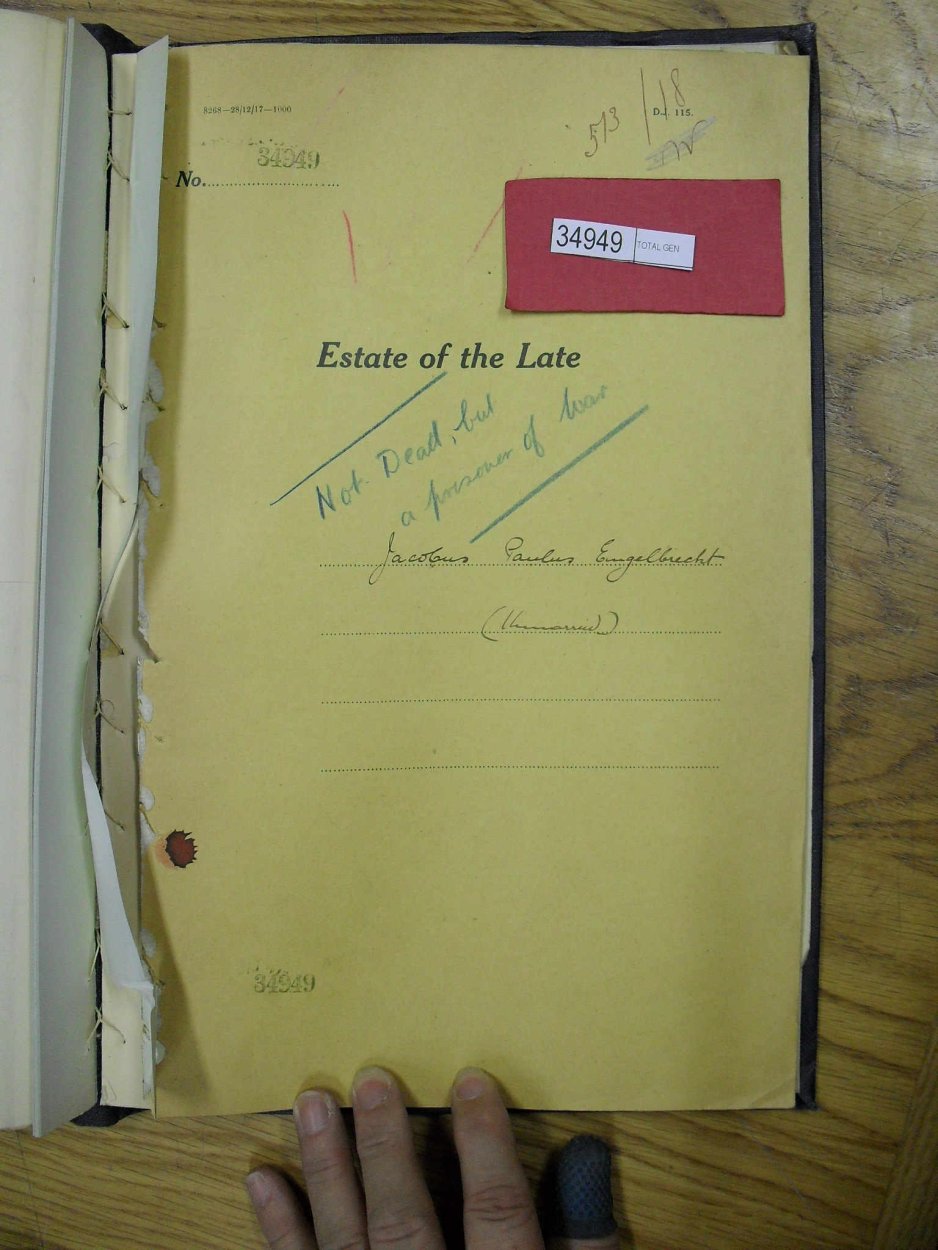 8268—28/12/17—1000
513/18
D.J. 115.
34949
No.
34949 TOTAL GEN
Estate of the Late
Not Dead, but
a prisoner of War
Jacobus Paulus Engelbrecht
(Unmarried)
34949